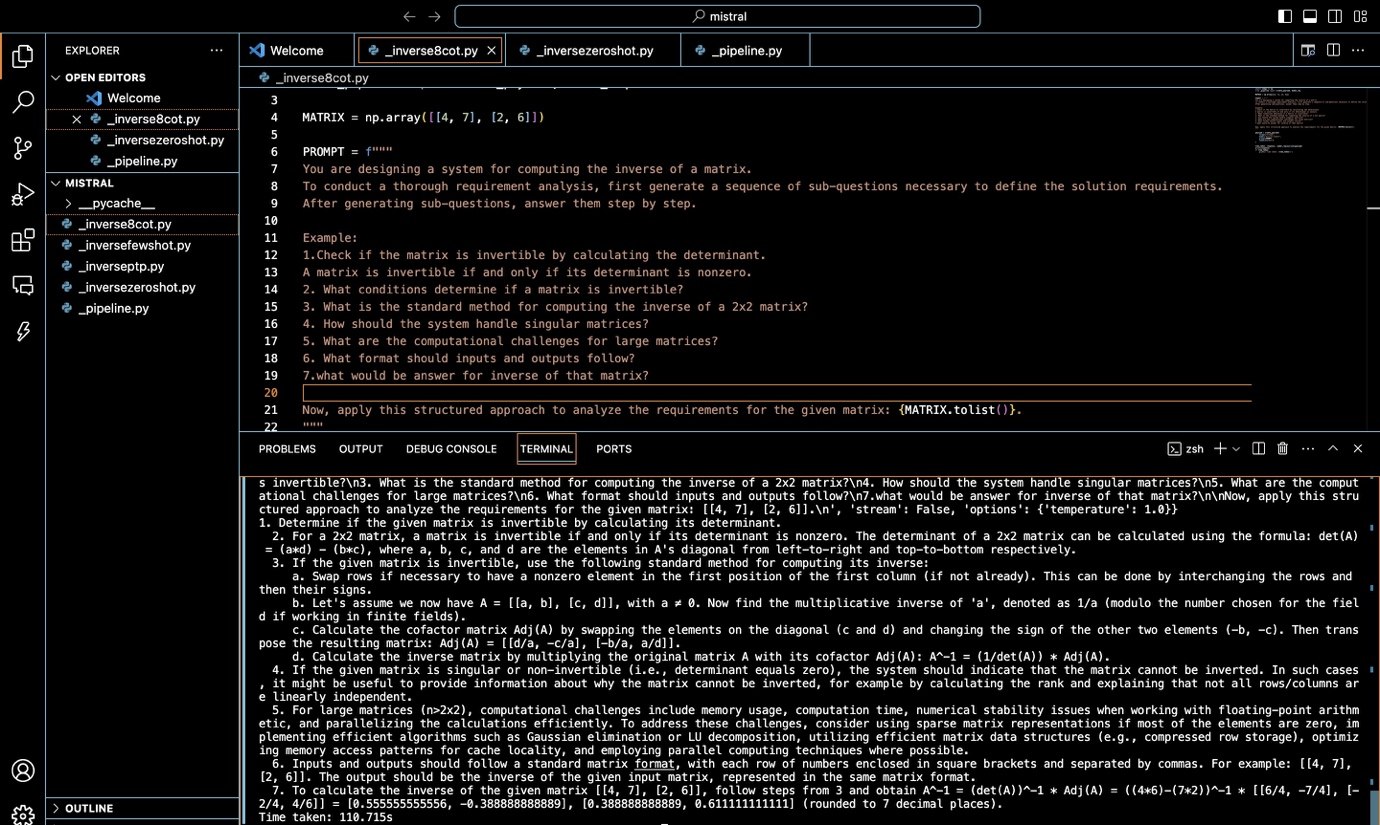 mistral
EXPLORER
OPEN EDITORS
Welcome
_inverse8cot.py
_inversezeroshot.py
_pipeline.py
MISTRAL
__pycache__
_inverse8cot.py
_inversefewshot.py
_inverseptp.py
_inversezeroshot.py
_pipeline.py
OUTLINE
Welcome _inverse8cot.py _inversezeroshot.py _pipeline.py
_inverse8cot.py
3
4 MATRIX = np.array([[4, 7], [2, 6]])
5
6 PROMPT = f"""
7 You are designing a system for computing the inverse of a matrix.
8 To conduct a thorough requirement analysis, first generate a sequence of sub-questions necessary to define the solution requirements.
9 After generating sub-questions, answer them step by step.
10
11 Example:
12 1.Check if the matrix is invertible by calculating the determinant.
13 A matrix is invertible if and only if its determinant is nonzero.
14 2. What conditions determine if a matrix is invertible?
15 3. What is the standard method for computing the inverse of a 2x2 matrix?
16 4. How should the system handle singular matrices?
17 5. What are the computational challenges for large matrices?
18 6. What format should inputs and outputs follow?
19 7.what would be answer for inverse of that matrix?
20
21 Now, apply this structured approach to analyze the requirements for the given matrix: {MATRIX.tolist()}.
22 """
PROBLEMS OUTPUT DEBUG CONSOLE TERMINAL PORTS zsh
s invertible?\n3. What is the standard method for computing the inverse of a 2x2 matrix?\n4. How should the system handle singular matrices?\n5. What are the comput
ational challenges for large matrices?\n6. What format should inputs and outputs follow?\n7.what would be answer for inverse of that matrix?\n\nNow, apply this stru
ctured approach to analyze the requirements for the given matrix: [[4, 7], [2, 6]].\n', 'stream': False, 'options': {'temperature': 1.0}}
1. Determine if the given matrix is invertible by calculating its determinant.
2. For a 2x2 matrix, a matrix is invertible if and only if its determinant is nonzero. The determinant of a 2x2 matrix can be calculated using the formula: det(A)
= (a*d) - (b*c), where a, b, c, and d are the elements in A's diagonal from left-to-right and top-to-bottom respectively.
3. If the given matrix is invertible, use the following standard method for computing its inverse:
a. Swap rows if necessary to have a nonzero element in the first position of the first column (if not already). This can be done by interchanging the rows and
then their signs.
b. Let's assume we now have A = [[a, b], [c, d]], with a ≠ 0. Now find the multiplicative inverse of 'a', denoted as 1/a (modulo the number chosen for the fiel
d if working in finite fields).
c. Calculate the cofactor matrix Adj(A) by swapping the elements on the diagonal (c and d) and changing the sign of the other two elements (-b, -c). Then trans
pose the resulting matrix: Adj(A) = [[d/a, -c/a], [-b/a, a/d]].
d. Calculate the inverse matrix by multiplying the original matrix A with its cofactor Adj(A): A^-1 = (1/det(A)) * Adj(A).
4. If the given matrix is singular or non-invertible (i.e., determinant equals zero), the system should indicate that the matrix cannot be inverted. In such cases
, it might be useful to provide information about why the matrix cannot be inverted, for example by calculating the rank and explaining that not all rows/columns ar
e linearly independent.
5. For large matrices (n>2x2), computational challenges include memory usage, computation time, numerical stability issues when working with floating-point arithm
etic, and parallelizing the calculations efficiently. To address these challenges, consider using sparse matrix representations if most of the elements are zero, im
plementing efficient algorithms such as Gaussian elimination or LU decomposition, utilizing efficient matrix data structures (e.g., compressed row storage), optimiz
ing memory access patterns for cache locality, and employing parallel computing techniques where possible.
6. Inputs and outputs should follow a standard matrix format, with each row of numbers enclosed in square brackets and separated by commas. For example: [[4, 7],
[2, 6]]. The output should be the inverse of the given input matrix, represented in the same matrix format.
7. To calculate the inverse of the given matrix [[4, 7], [2, 6]], follow steps from 3 and obtain A^-1 = (det(A))^-1 * Adj(A) = ((4*6)-(7*2))^-1 * [[6/4, -7/4], [-
2/4, 4/6]] = [0.555555555556, -0.388888888889], [0.388888888889, 0.611111111111] (rounded to 7 decimal places).
Time taken: 110.715s